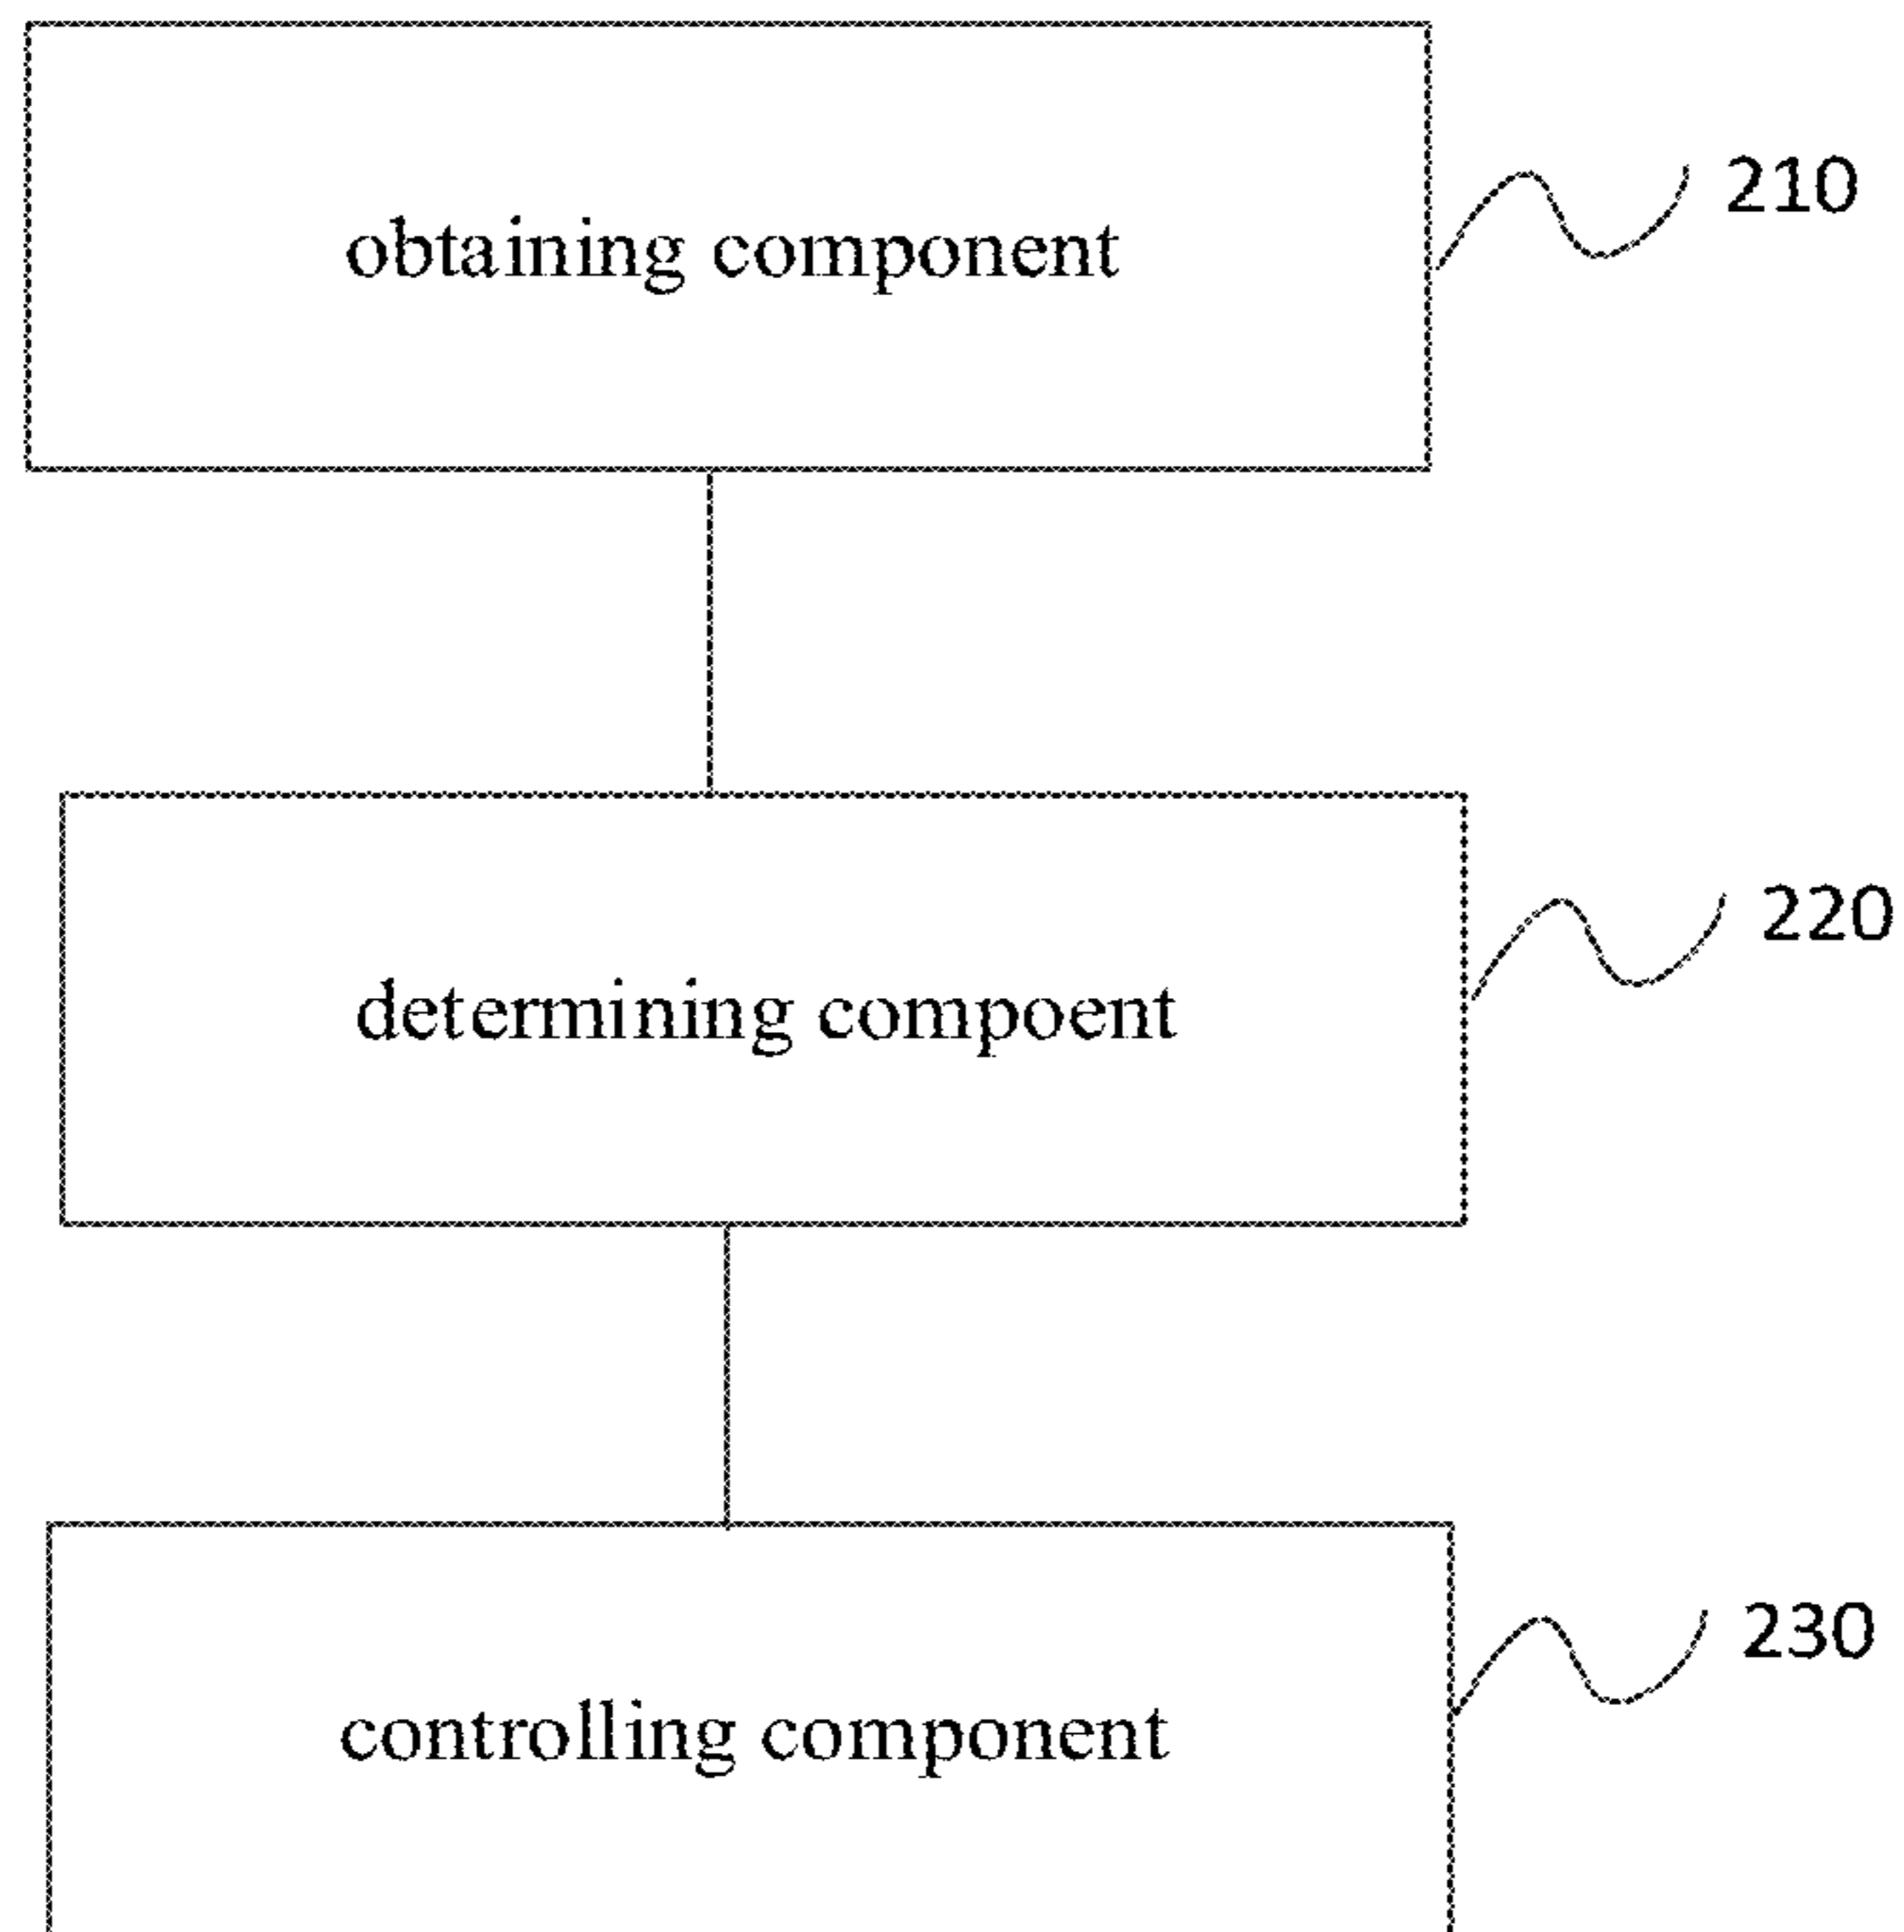 obtaining component
210
determining compoent
220
controlling component
230